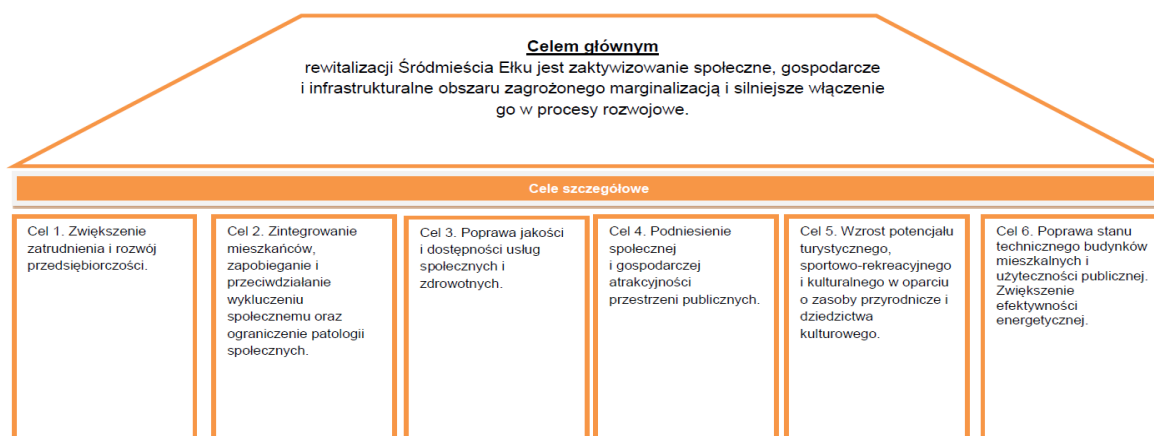 Celem głównym
rewitalizacji Śródmieścia Ełku jest zaktywizowanie społeczne, gospodarcze
i infrastrukturalne obszaru zagrożonego marginalizacją i silniejsze włączenie
go w procesy rozwojowe.
Cele szczegółowe
Cel 1. Zwiększenie
zatrudnienia i rozwój
przedsiębiorczości.
Cel 2. Zintegrowanie
mieszkańców,
zapobieganie i
przeciwdziałanie
wykluczeniu
społecznemu oraz
ograniczenie patologii
społecznych.
Cel 3. Poprawa jakości
i dostępności usług
społecznych i
zdrowotnych.
Cel 4. Podniesienie
społecznej
i gospodarczej
atrakcyjności
przestrzeni publicznych.
Cel 5. Wzrost potencjału
turystycznego,
sportowo-rekreacyjnego
i kulturalnego w oparciu
o zasoby przyrodnicze i
dziedzictwa
kulturowego.
Cel 6. Poprawa stanu
technicznego budynków
mieszkalnych i
użyteczności publicznej.
Zwiększenie
efektywności
energetycznej.